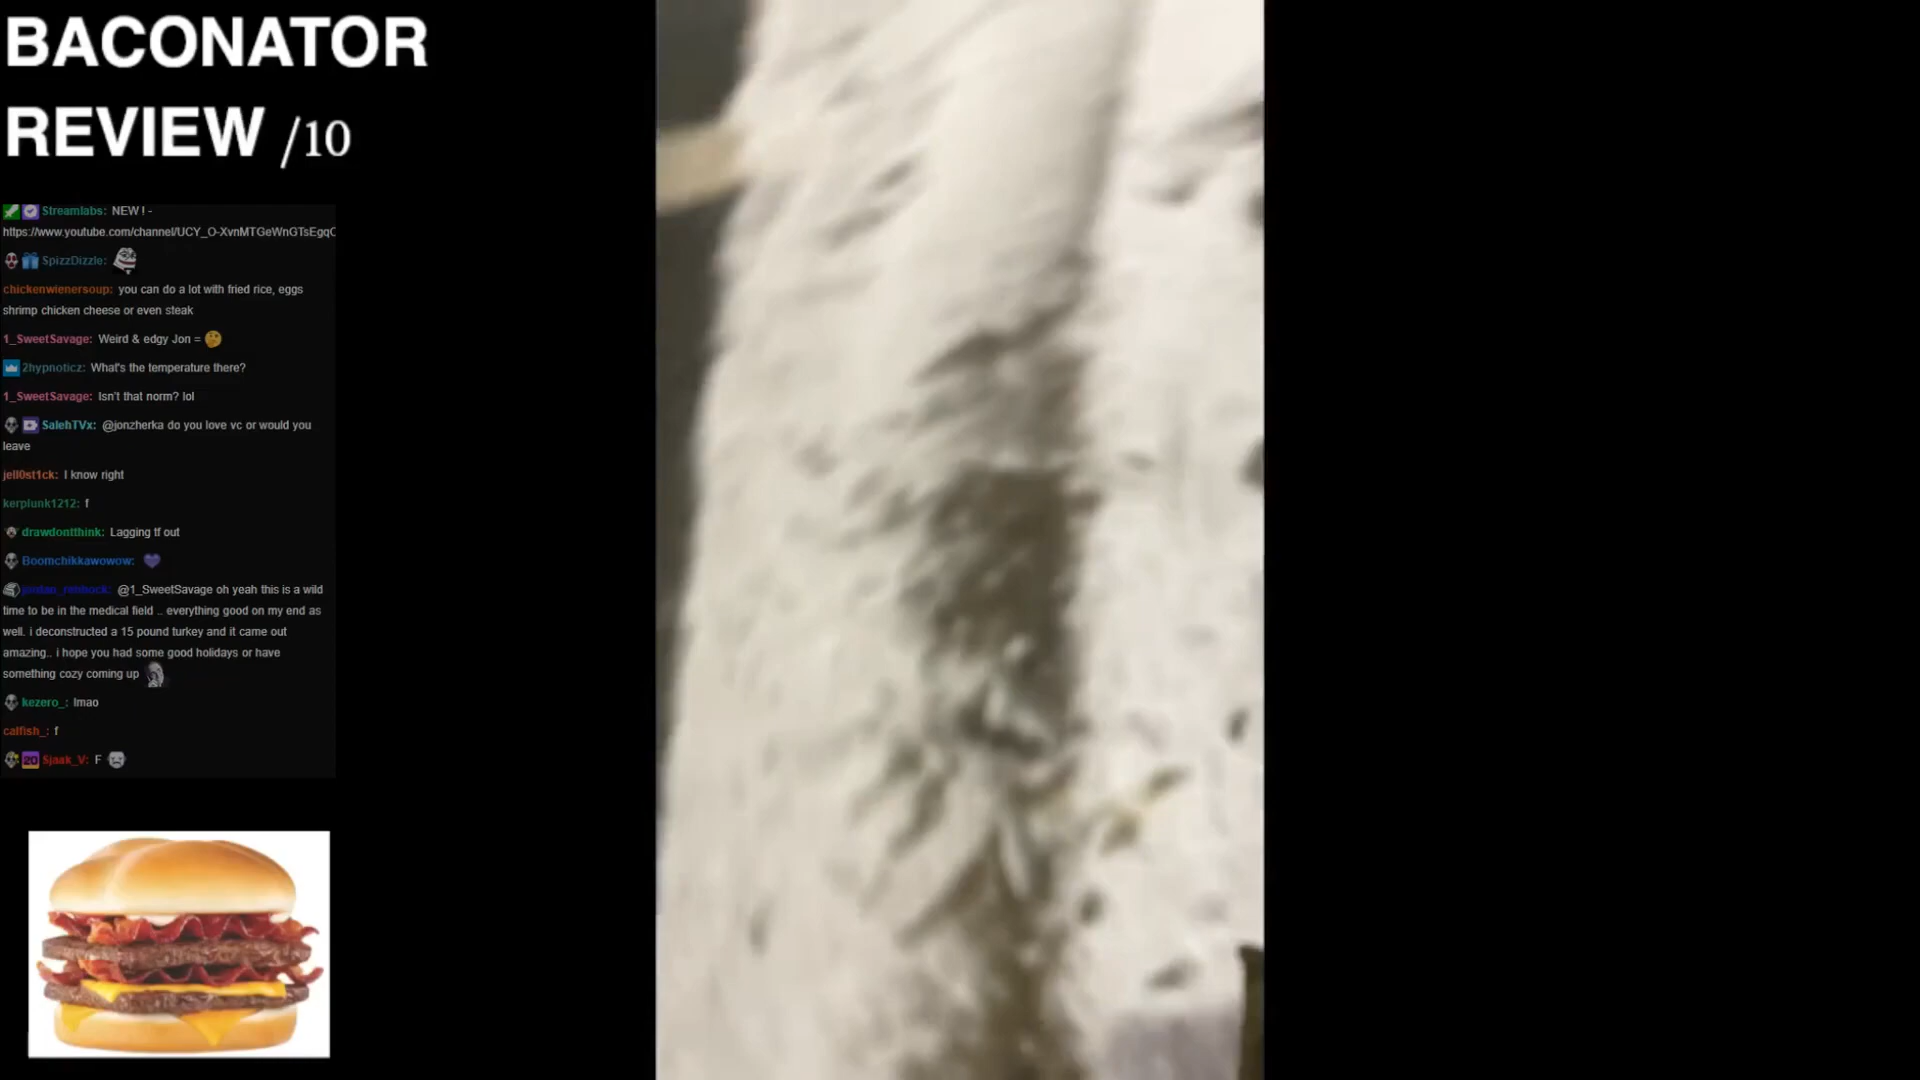 BACONATOR
REVIEW /10
Streamlabs: NEW ! -
https://www.youtube.com/channel/UCY_O-XvnMTGeWnGTsEgqC
SpizzDizzle:
chickenwienersoup: you can do a lot with fried rice, eggs
shrimp chicken cheese or even steak
1_SweetSavage: Weird & edgy Jon =
2hypnoticz: What's the temperature there?
1_SweetSavage: Isn't that norm? lol
SalehTVx: @jonzherka do you love vc or would you
leave
jell0st1ck: I know right
kerplunk1212: f
drawdontthink: Lagging tf out
Boomchikkawowow:
@1_SweetSavage oh yeah this is a wild
time to be in the medical field .. everything good on my end as
well. i deconstructed a 15 pound turkey and it came out
amazing.. i hope you had some good holidays or have
something cozy coming up
kezero_: lmao
calfish_: f
20 Sjaak_V: F